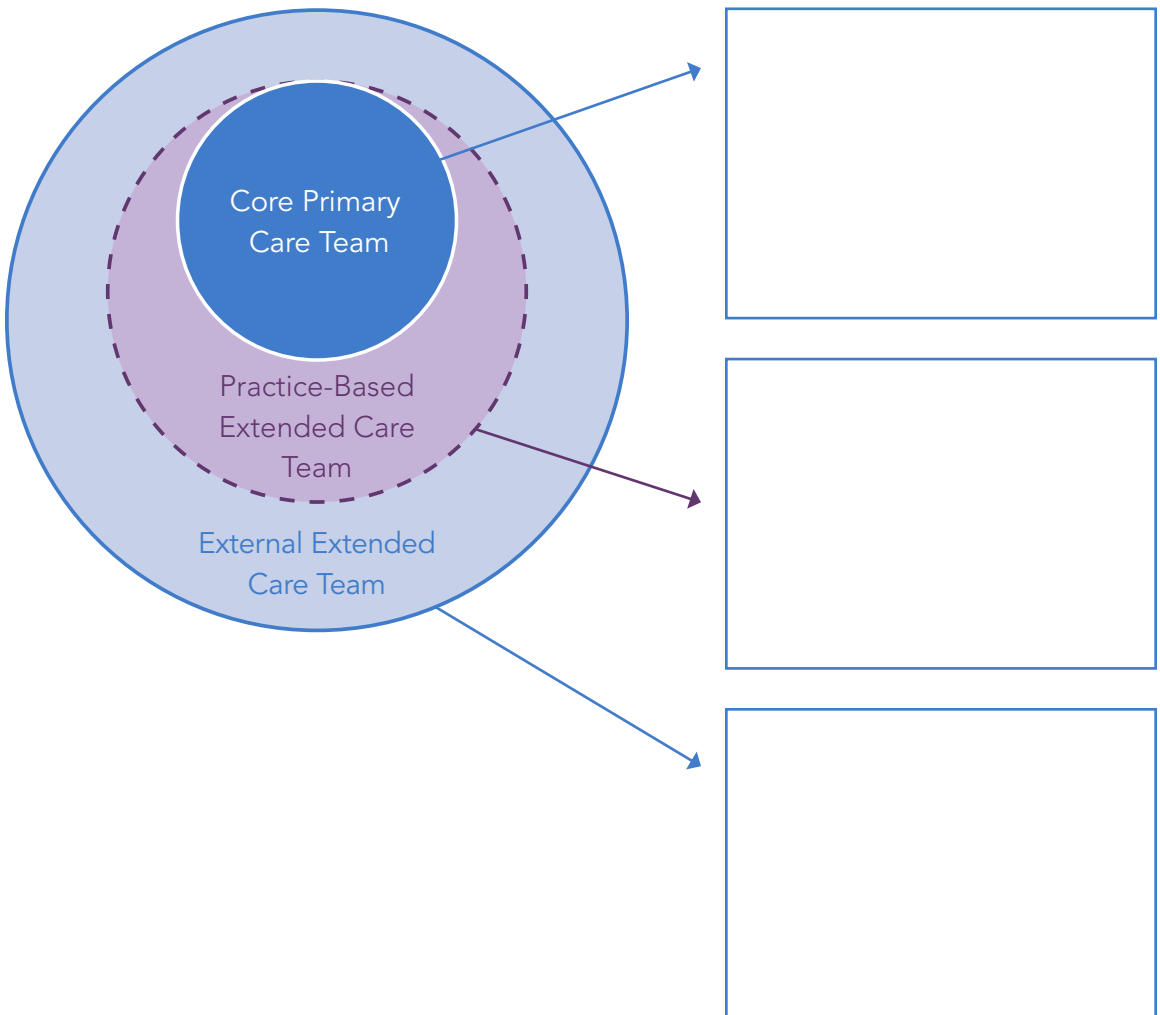 Core Primary
Care Team
Practice-Based
Extended Care
Team
External Extended
Care Team